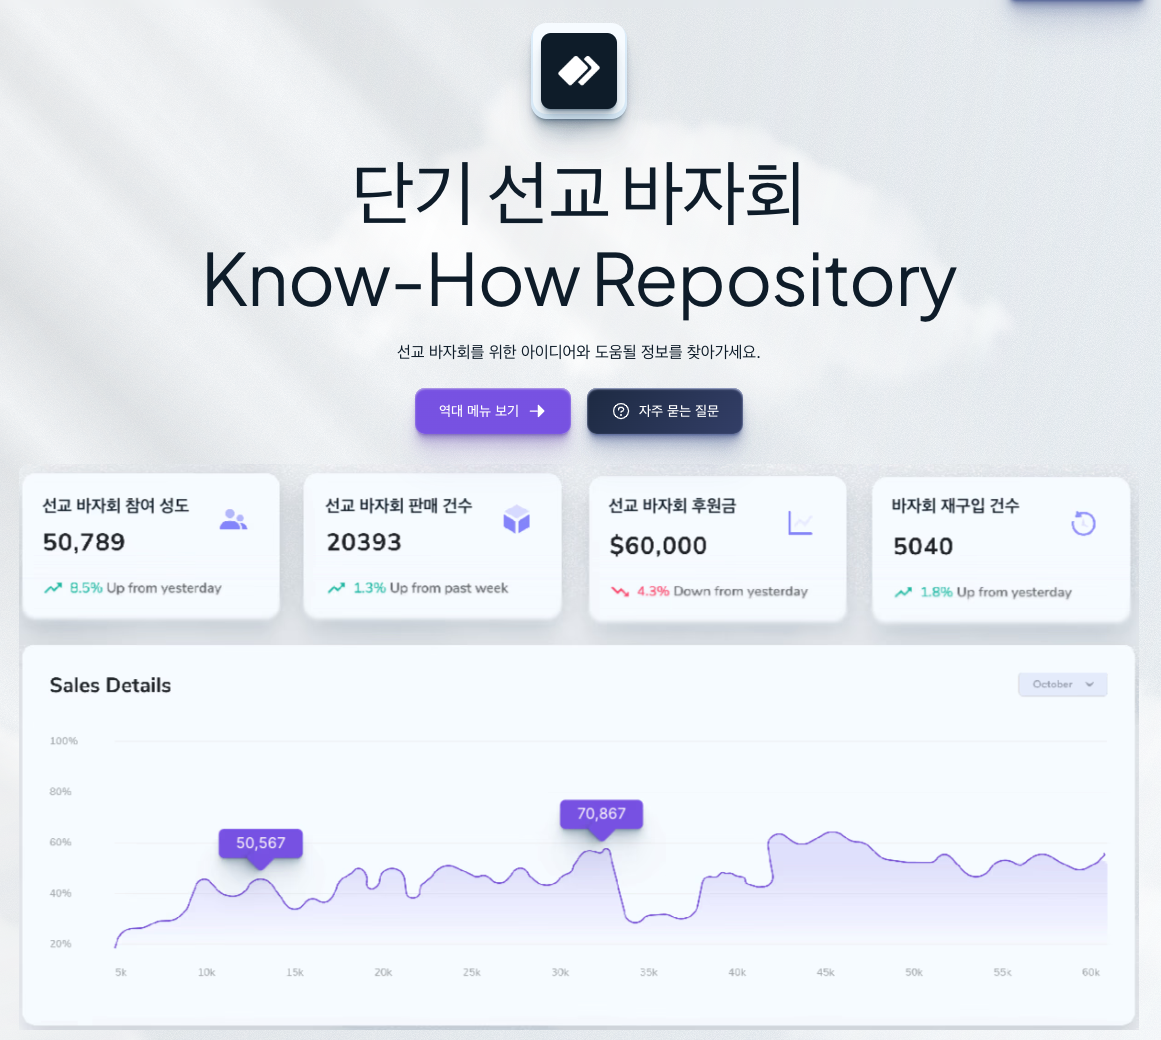 단기 선교 바자회
Know-How Repository
선교 바자회를 위한 아이디어와 도움될 정보를 찾아가세요.
역대 메뉴 보기
자주 묻는 질문
선교 바자회 참여 성도
50,789
8.5% Up from yesterday
선교 바자회 판매 건수
20393
1.3% Up from past week
선교 바자회 후원금
$60,000
4.3% Down from yesterday
바자회 재구입 건수
5040
1.8% Up from yesterday
Sales Details
October
100%
80%
60%
40%
20%
50,567
70,867
5k
10k
15k
20k
25k
30k
35k
40k
45k
50k
55k
60k